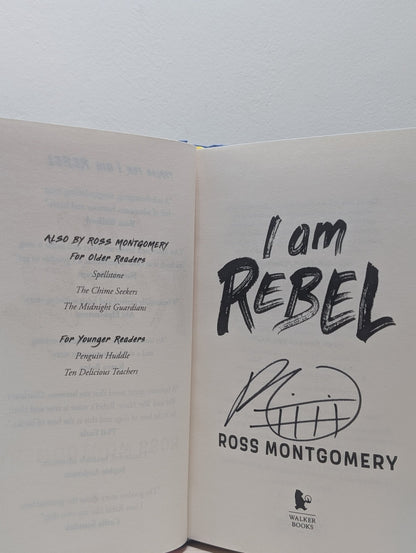 ALSO BY ROSS MONTGOMERY
For Older Readers
Spellstone
The Chime Seekers
The Midnight Guardians
For Younger Readers
Penguin Huddle
Ten Delicious Teachers
I am
REBEL
ROSS MONTGOMERY
WALKER
BOOKS